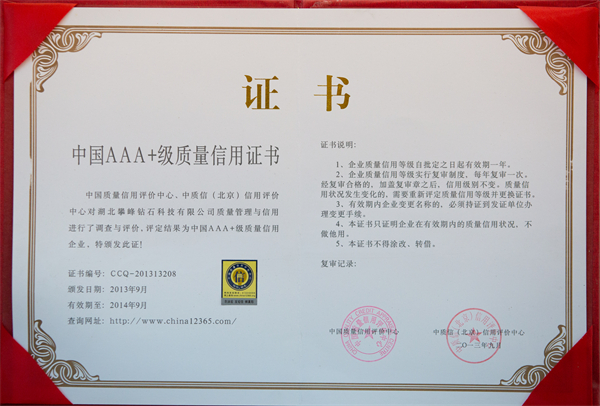 证书
中国AAA+级质量信用证书
中国质量信用评价中心、中质信（北京）信用评价
中心对湖北攀峰钻石科技有限公司质量管理与信用
进行了调查与评价,评定结果为中国AAA+级质量信用
企业、特颁发此证!
证书编号: CCQ-201313208
颁发日期: 2013年9月
有效期至: 2014年9月
查询网址: http://www.china12365.com/
证书说明:
1、企业质量信用等级自批定之日起有效期一年。
2、企业质量信用等级实行复审制度，每年复审一次。
经复审合格的，加盖复审章之后，信用级别不变。质量信
用状况发生变化的，需要重新评定质量信用等级并更换证书。
3、有效期内企业变更名称的，必须持证到发证单位办
理变更手续。
4、本证书只证明企业在有效期内的质量信用状况，不
做他用。
5、本证书不得涂改、转借。
复审记录:
中国质量信用评价中心
中质信（北京）信用评价中心
二〇一三年九月